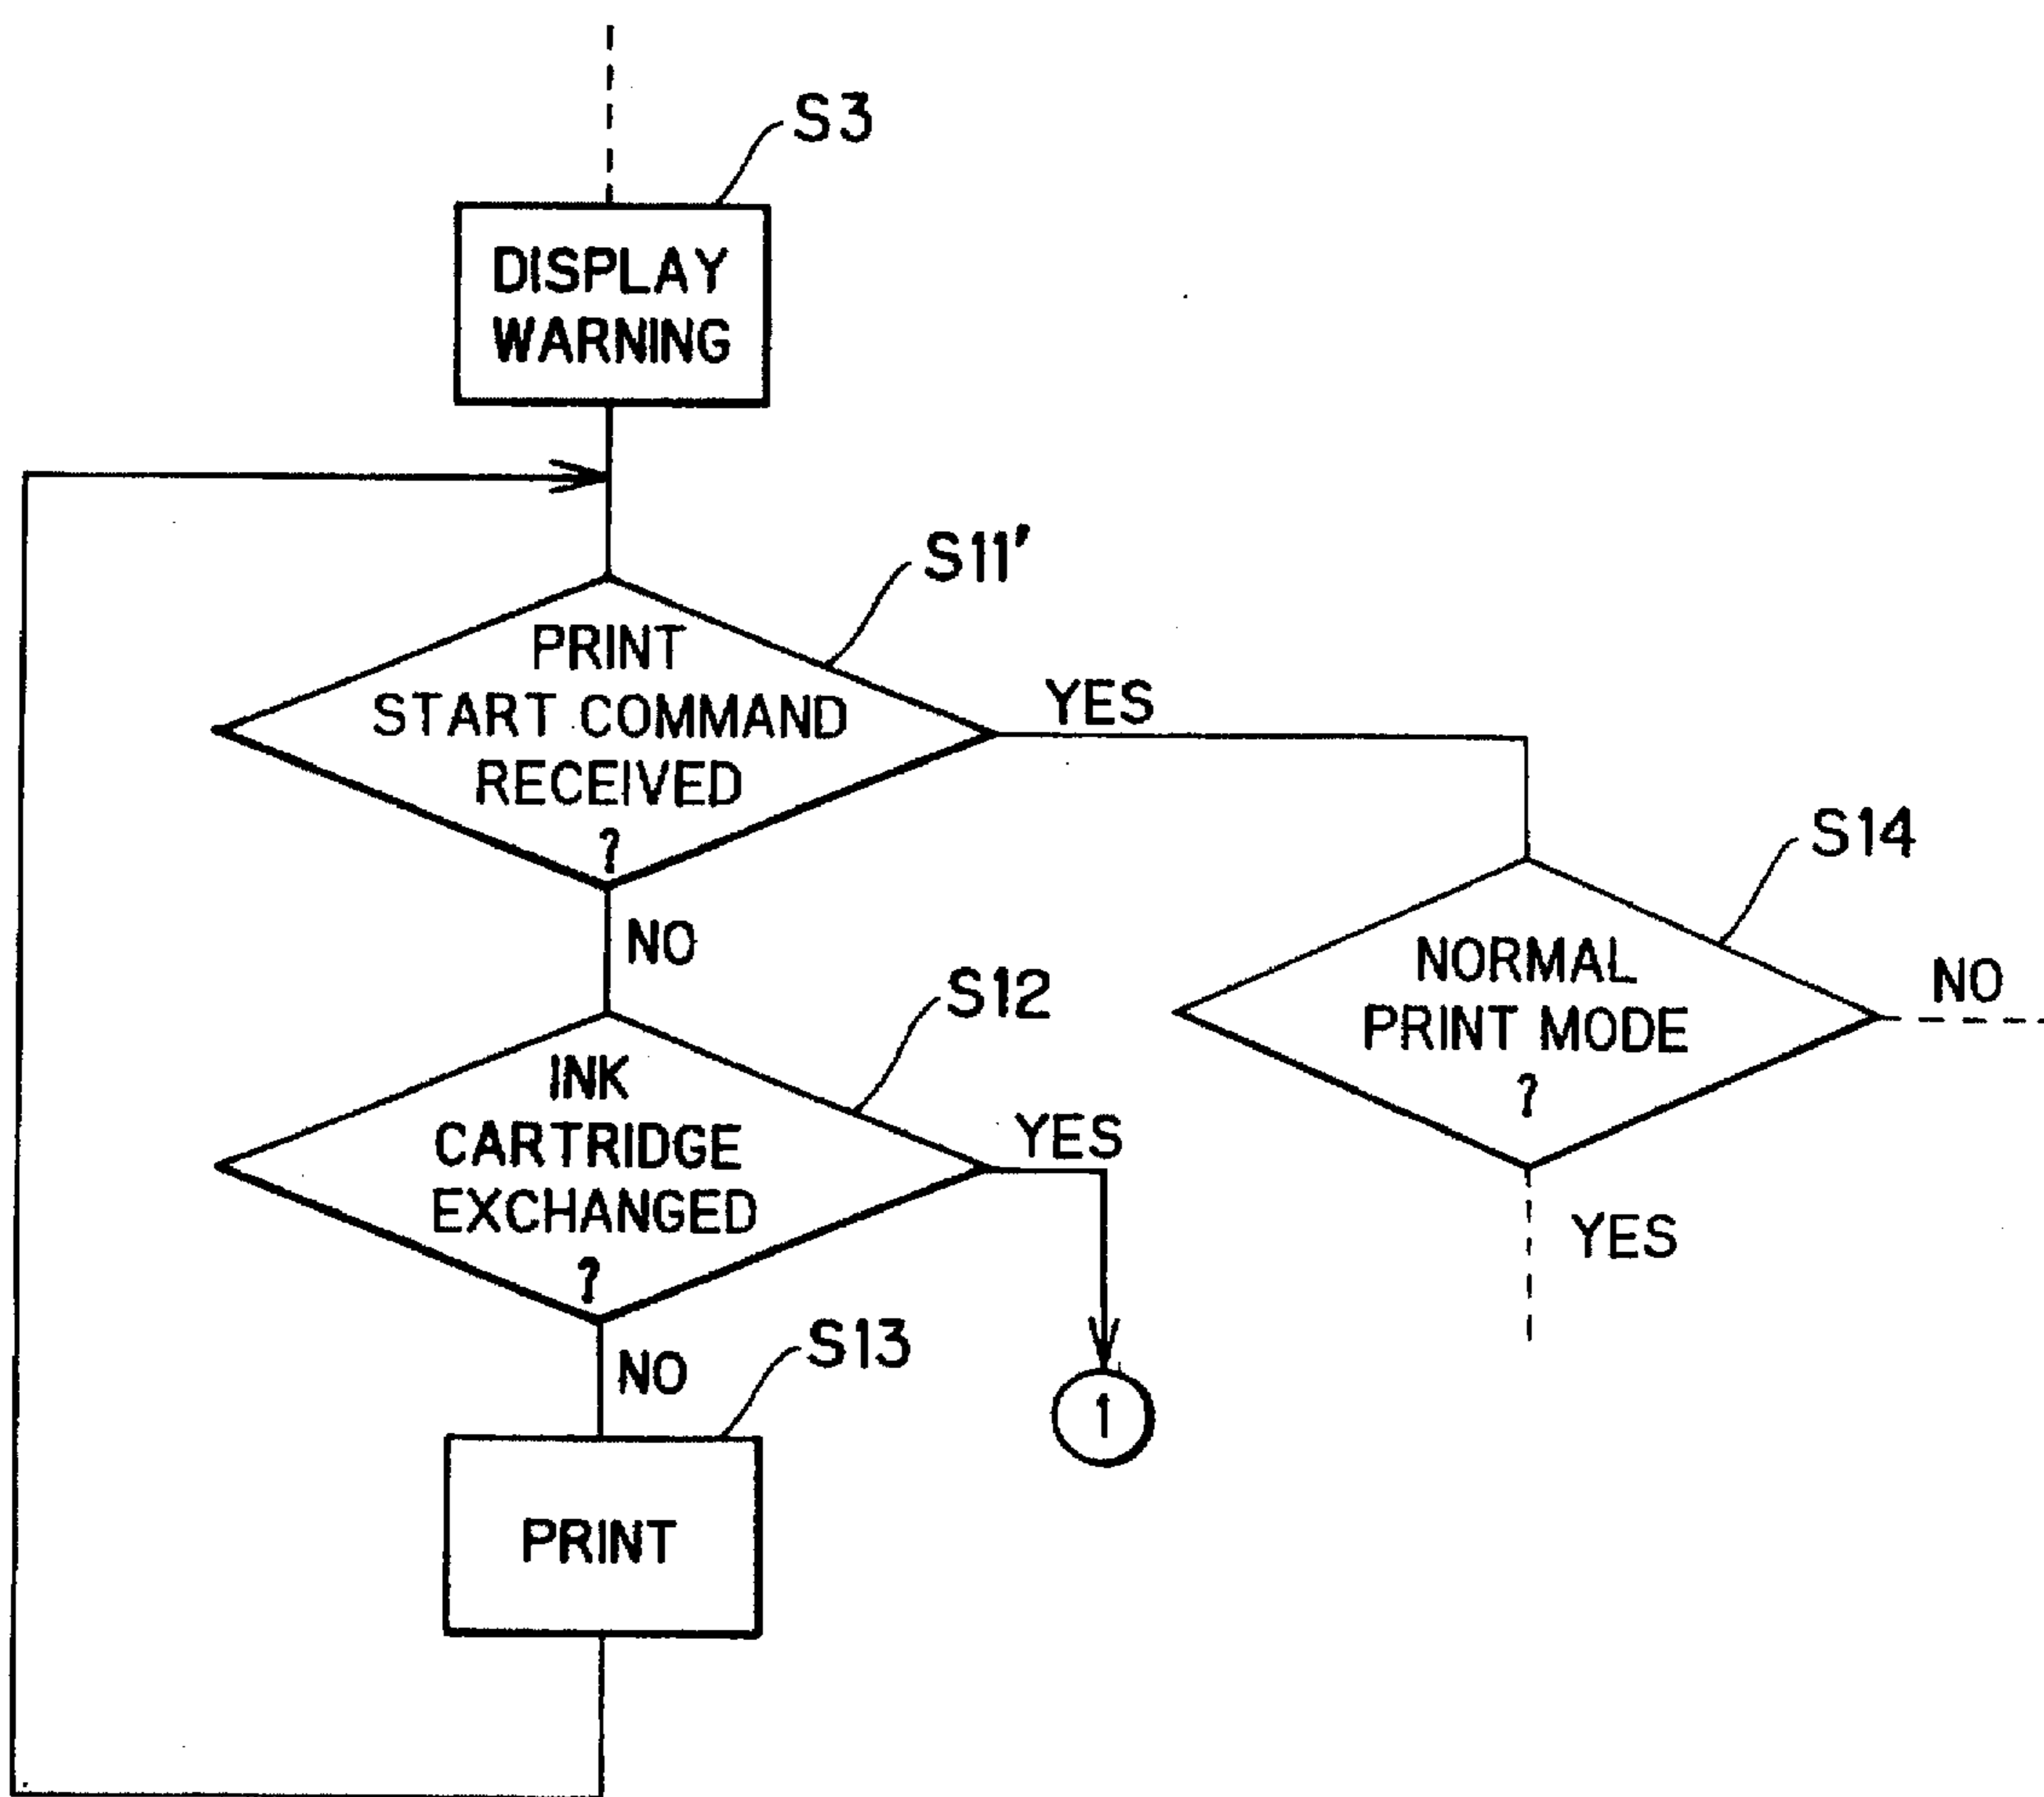 S3
DISPLAY
WARNING
S11'
PRINT
START COMMAND
RECEIVED
?
YES
NO
S14
NORMAL
PRINT MODE
?
NO
YES
S12
INK
CARTRIDGE
EXCHANGED
?
YES
NO
1
S13
PRINT